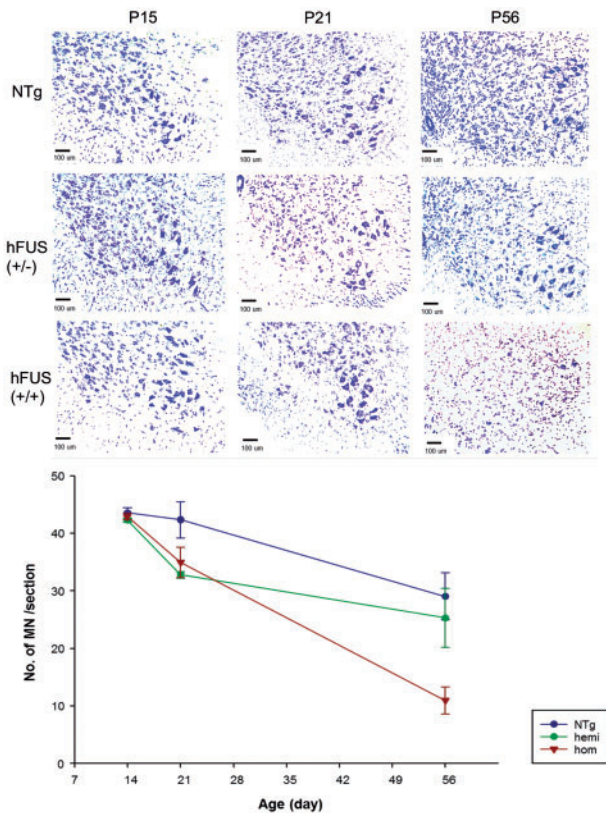 P15 P21 P56
NTg
100 um 100 um 100 um
hFUS
(+/-)
100 um 100 um 100 um
hFUS
(+/+)
100 um 100 um 100 um
50
40
30
20
10
0
No. of MN /section
7 14 21 28 35 42 49 56
Age (day)
NTg
hemi
hom